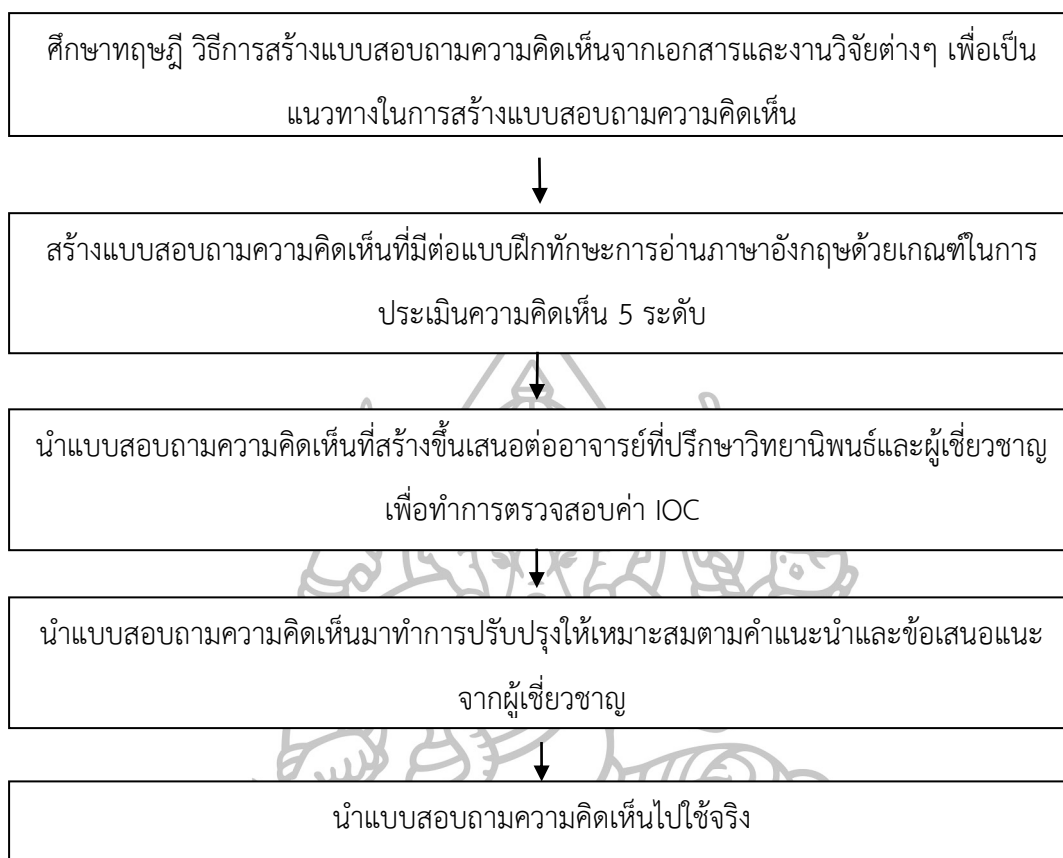 ศึกษาทฤษฎี วิธีการสร้างแบบสอบถามความคิดเห็นจากเอกสารและงานวิจัยต่างๆ เพื่อเป็น
แนวทางในการสร้างแบบสอบถามความคิดเห็น
สร้างแบบสอบถามความคิดเห็นที่มีต่อแบบฝึกทักษะการอ่านภาษาอังกฤษด้วยเกณฑ์ในการ
ประเมินความคิดเห็น 5 ระดับ
นำแบบสอบถามความคิดเห็นที่สร้างขึ้นเสนอต่ออาจารย์ที่ปรึกษาวิทยานิพนธ์และผู้เชี่ยวชาญ
เพื่อทำการตรวจสอบค่า IOC
นำแบบสอบถามความคิดเห็นมาทำการปรับปรุงให้เหมาะสมตามคำแนะนำและข้อเสนอแนะ
จากผู้เชี่ยวชาญ
นำแบบสอบถามความคิดเห็นไปใช้จริง